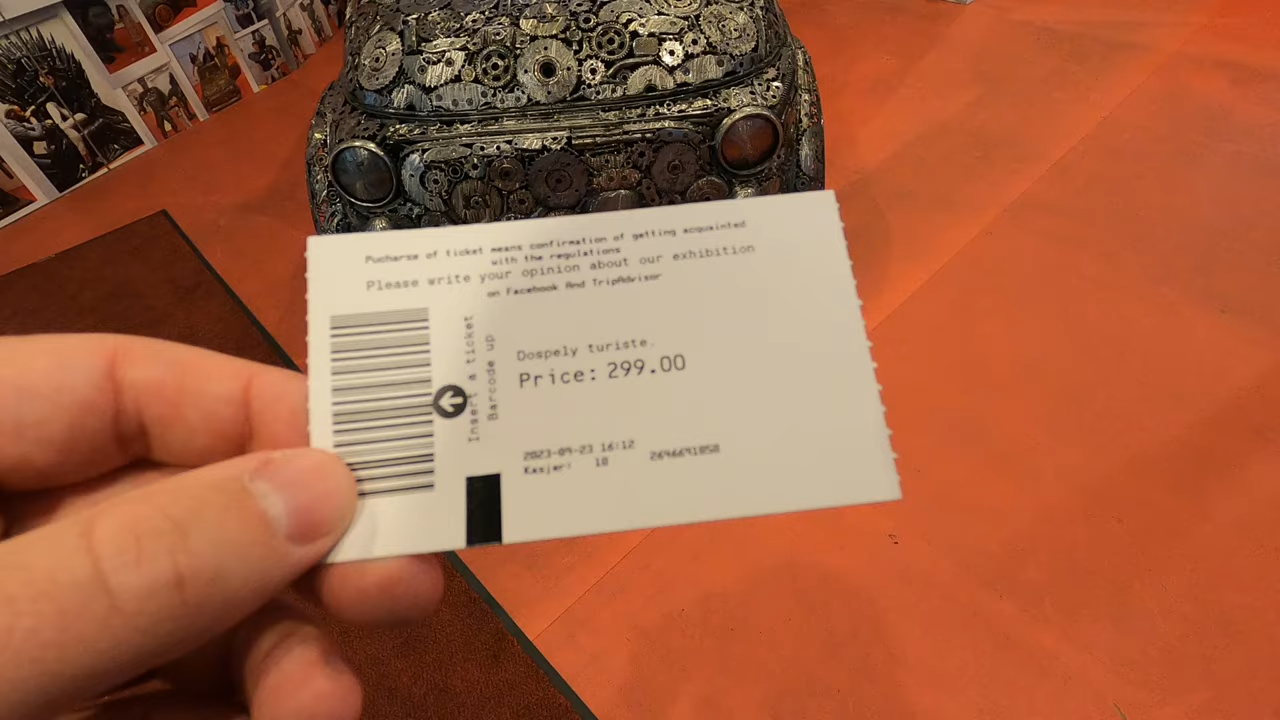 Pucharse of ticket means confirmation of getting acquainted
with the regulations
Please write your opinion about our exhibition
on Facebook And TripAdvisor
Insert a ticket
Barcode up
Dospely turiste.
Price: 299.00
2023-09-23 16:12
Kasjer: 10 2646691858